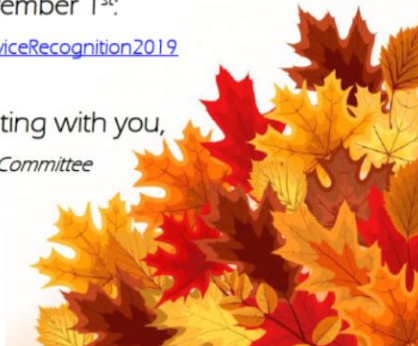 ember 1st:
viceRecognition2019
ting with you,
Committee